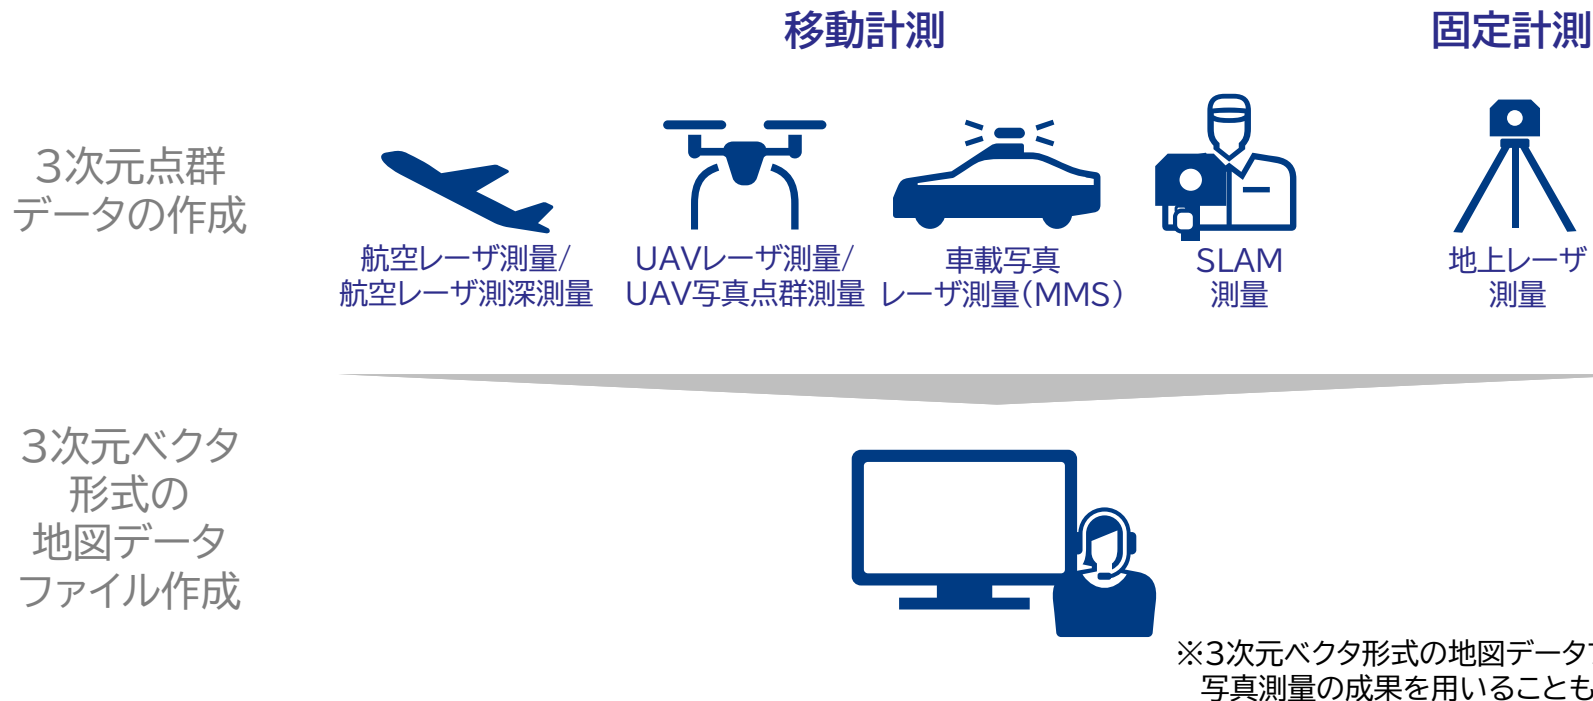 移動計測
固定計測
3次元点群
データの作成
航空レーザ測量/
航空レーザ測深測量
UAVレーザ測量/
UAV写真点群測量
車載写真
レーザ測量(MMS)
SLAM
測量
地上レーザ
測量
3次元ベクタ
形式の
地図データ
ファイル作成
※3次元ベクタ形式の地図データ
写真測量の成果を用いることも